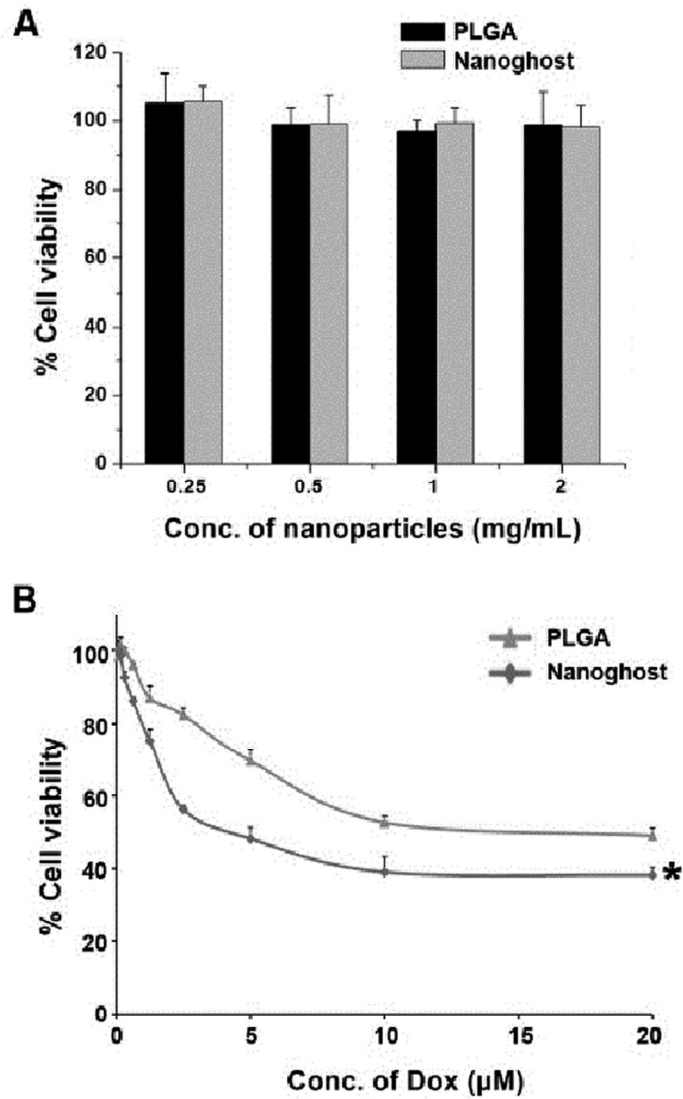 A
PLGA
Nanoghost
120
100
80
60
40
20
0
% Cell viability
0.25 0.5 1 2
Conc. of nanoparticles (mg/mL)
B
PLGA
Nanoghost
100
80
60
40
20
0
% Cell viability
*
0 5 10 15 20
Conc. of Dox (µM)